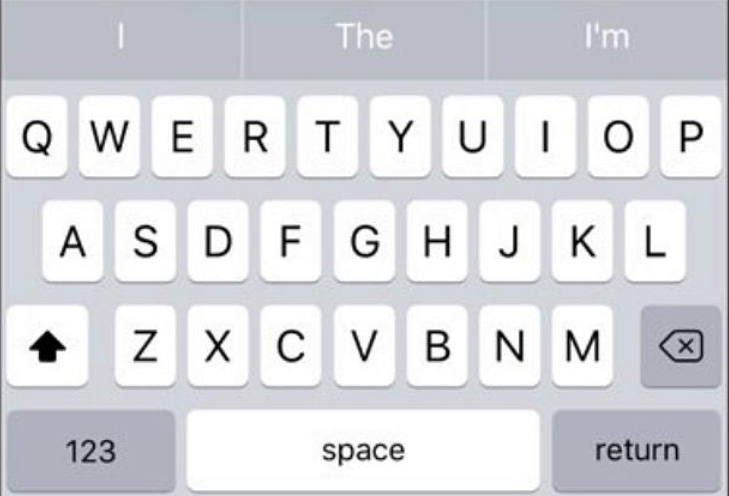 I The I'm
Q W E R T Y U I O P
A S D F G H J K L
Z X C V B N M
123 space return